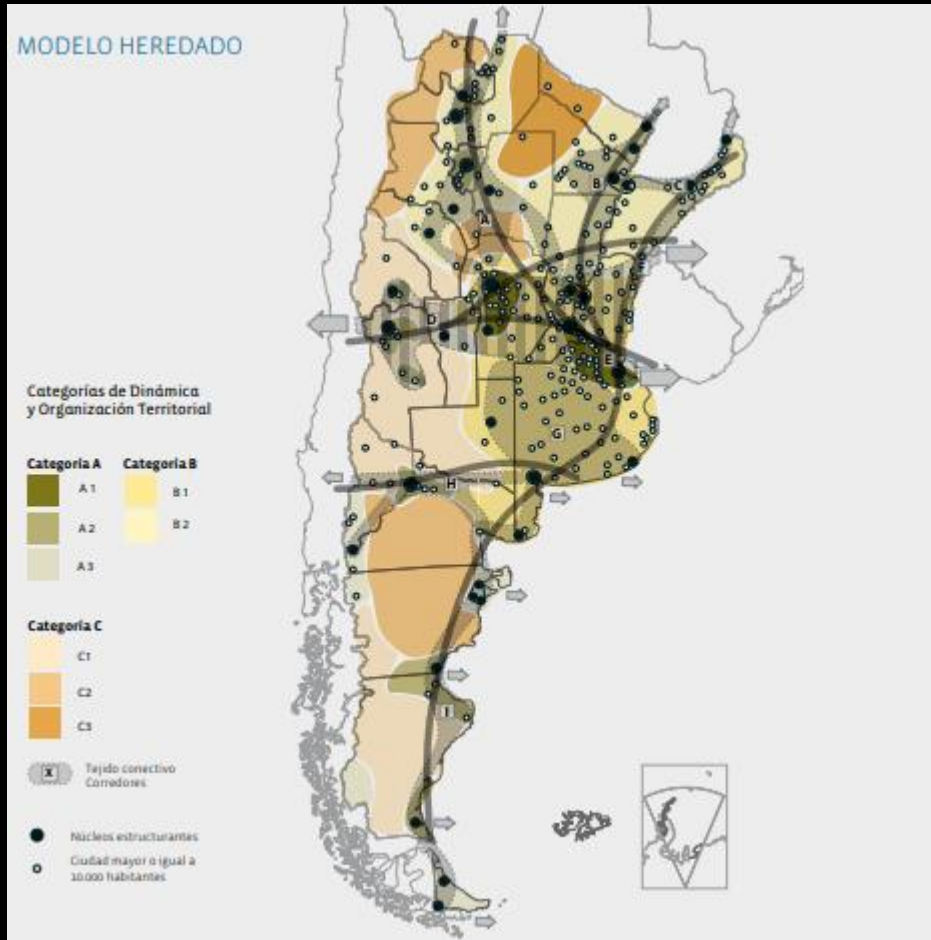 MODELO HEREDADO
Categorías de Dinámica
y Organización Territorial
Categoría A
Categoría B
A 1
B 1
A 2
B 2
A 3
Categoría C
C1
C2
C3
X
Tejido conectivo
Corredores
Núcleos estructurantes
Ciudad mayor o igual a
10.000 habitantes
A
B
C
D
E
G
H
I